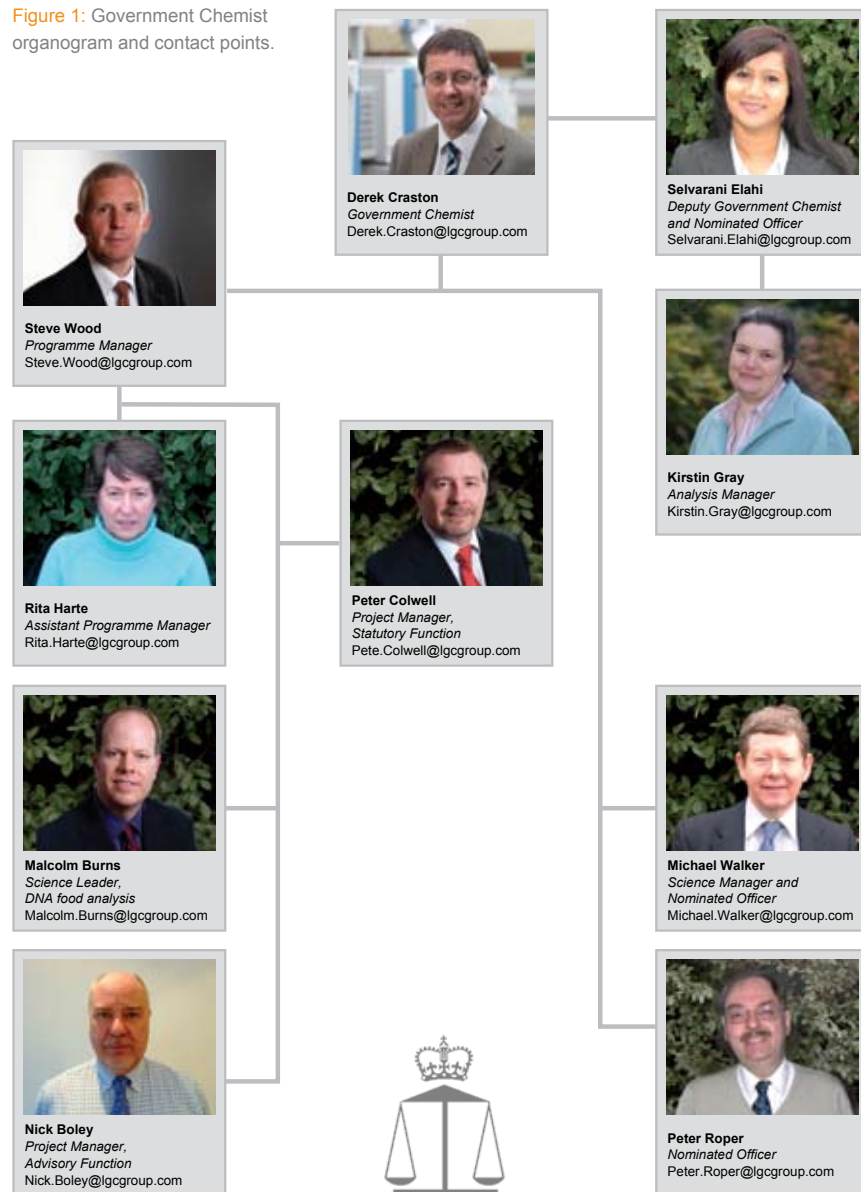 Figure 1: Government Chemist
organogram and contact points.
Derek Craston
Government Chemist
Derek.Craston@lgcgroup.com
Selvarani Elahi
Deputy Government Chemist
and Nominated Officer
Selvarani.Elahi@lgcgroup.com
Steve Wood
Programme Manager
Steve.Wood@lgcgroup.com
Kirstin Gray
Analysis Manager
Kirstin.Gray@lgcgroup.com
Rita Harte
Assistant Programme Manager
Rita.Harte@lgcgroup.com
Peter Colwell
Project Manager,
Statutory Function
Pete.Colwell@lgcgroup.com
Malcolm Burns
Science Leader,
DNA food analysis
Malcolm.Burns@lgcgroup.com
Michael Walker
Science Manager and
Nominated Officer
Michael.Walker@lgcgroup.com
Nick Boley
Project Manager,
Advisory Function
Nick.Boley@lgcgroup.com
Peter Roper
Nominated Officer
Peter.Roper@lgcgroup.com